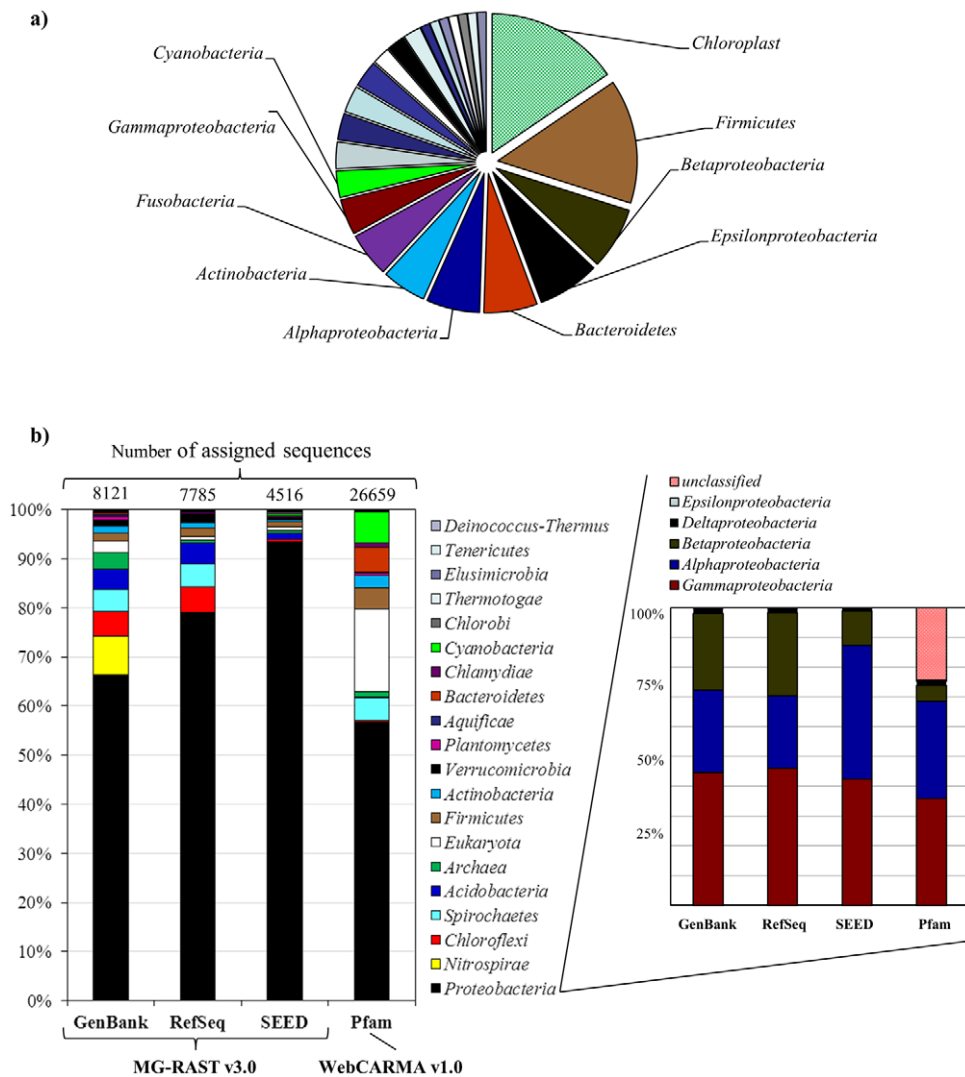 a)
Chloroplast
Cyanobacteria
Firmicutes
Gammaproteobacteria
Betaproteobacteria
Fusobacteria
Epsilonproteobacteria
Actinobacteria
Alphaproteobacteria
Bacteroidetes
b)
Number of assigned sequences
8121 7785 4516 26659
100%
90%
80%
70%
60%
50%
40%
30%
20%
10%
0%
GenBank RefSeq SEED Pfam
MG-RAST v3.0 WebCARMA v1.0
Deinococcus-Thermus
Tenericutes
Elusimicrobia
Thermotogae
Chlorobi
Cyanobacteria
Chlamydiae
Bacteroidetes
Aquificae
Plantomycetes
Verrucomicrobia
Actinobacteria
Firmicutes
Eukaryota
Archaea
Acidobacteria
Spirochaetes
Chloroflexi
Nitrospirae
Proteobacteria
unclassified
Epsilonproteobacteria
Deltaproteobacteria
Betaproteobacteria
Alphaproteobacteria
Gammaproteobacteria
100%
75%
50%
25%
GenBank RefSeq SEED Pfam